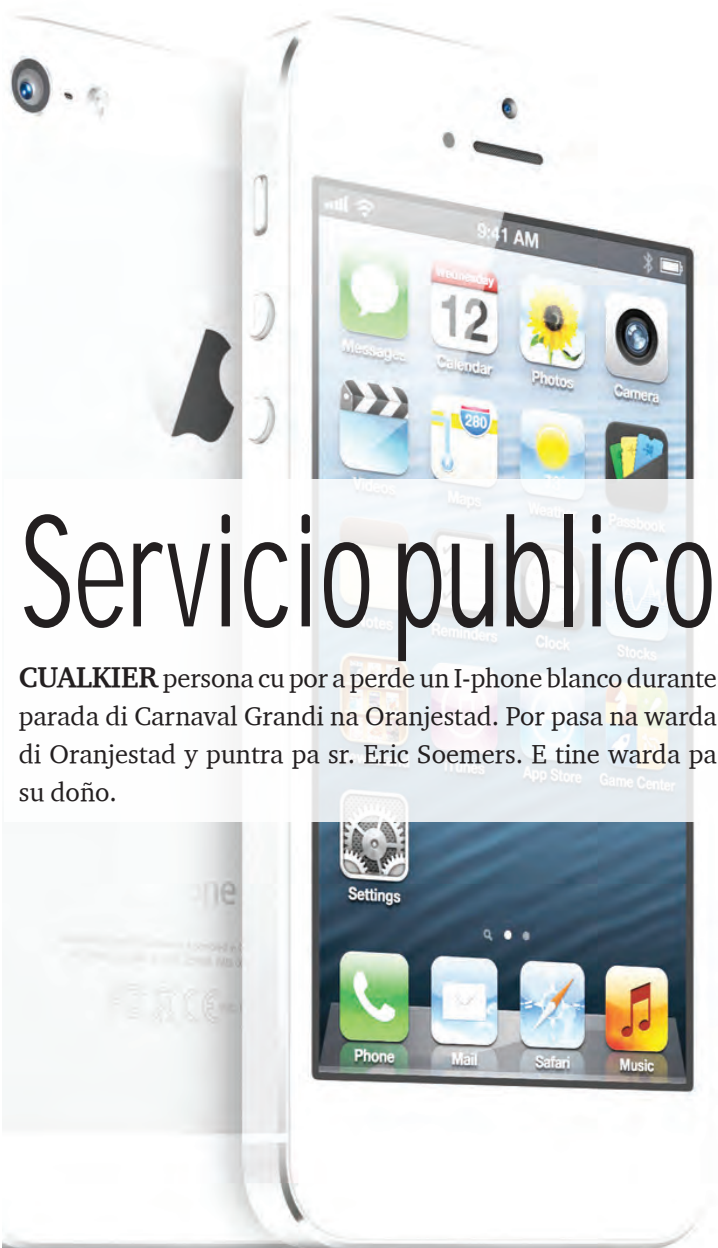 9:41 AM
Wednesday
12
Messages
Calendar
Photos
Camera
280
Videos
Maps
Weather
Passbook
Servicio publico
Reminders
Clock
Stocks
CUALKIER persona cu por a perde un I-phone blanco durante
parada di Carnaval Grandi na Oranjestad. Por pasa na warda
di Oranjestad y puntra pa sr. Eric Soemers. E tine warda pa
su doño.
App Store
Game Center
Settings
Phone
Mail
Safari
Music